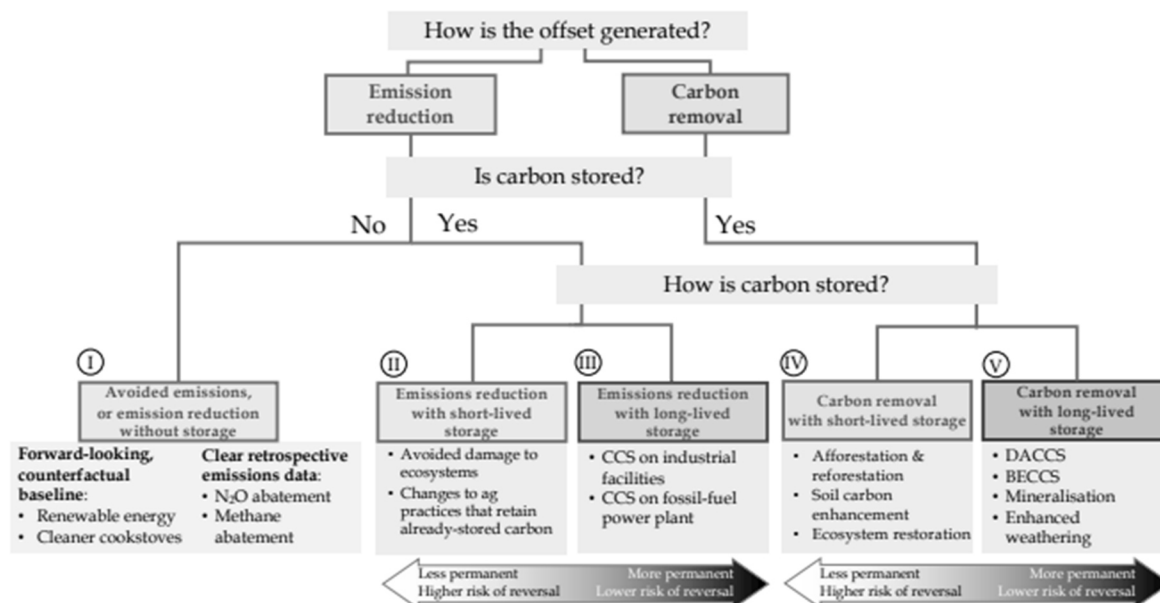 How is the offset generated?
Emission
reduction
Carbon
removal
Is carbon stored?
No
Yes
Yes
How is carbon stored?
I
Avoided emissions,
or emission reduction
without storage
Forward-looking,
counterfactual
baseline:
• Renewable energy
• Cleaner cookstoves
Clear retrospective
emissions data:
• N₂O abatement
• Methane
abatement
II
Emissions reduction
with short-lived
storage
• Avoided damage to
ecosystems
• Changes to ag
practices that retain
already-stored carbon
III
Emissions reduction
with long-lived
storage
• CCS on industrial
facilities
• CCS on fossil-fuel
power plant
IV
Carbon removal
with short-lived storage
• Afforestation &
reforestation
• Soil carbon
enhancement
• Ecosystem restoration
V
Carbon removal
with long-lived
storage
• DACCS
• BECCS
• Mineralisation
• Enhanced
weathering
Less permanent
Higher risk of reversal
More permanent
Lower risk of reversal
Less permanent
Higher risk of reversal
More permanent
Lower risk of reversal